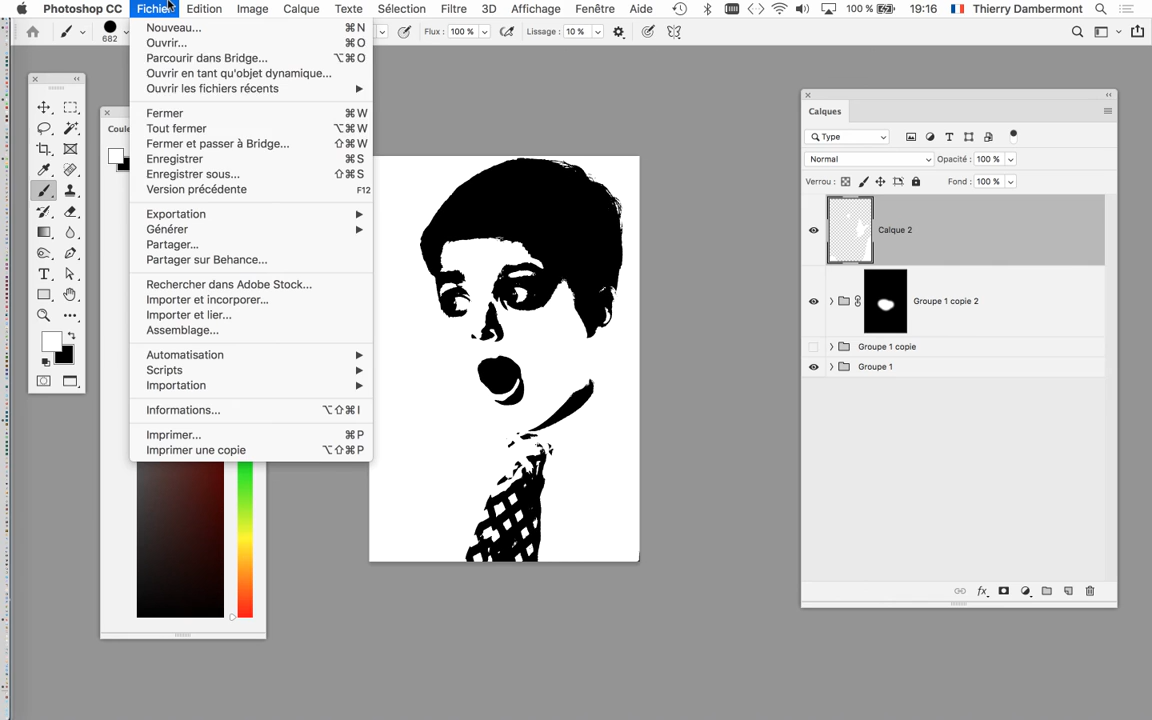 Photoshop CC Fichier Edition Image Calque Texte Sélection Filtre 3D Affichage Fenêtre Aide 100 % 19:16 Thierry Dambermont
682 Flux : 100 % Lissage : 10 %
Nouveau... ⌘N
Ouvrir... ⌘O
Parcourir dans Bridge... ⌥⌘O
Ouvrir en tant qu'objet dynamique...
Ouvrir les fichiers récents
Fermer ⌘W
Tout fermer ⌥⌘W
Fermer et passer à Bridge... ⇧⌘W
Enregistrer ⌘S
Enregistrer sous... ⇧⌘S
Version précédente F12
Exportation
Générer
Partager...
Partager sur Behance...
Rechercher dans Adobe Stock...
Importer et incorporer...
Importer et lier...
Assemblage...
Automatisation
Scripts
Importation
Informations... ⌥⇧⌘I
Imprimer... ⌘P
Imprimer une copie ⌥⇧⌘P
Coule
Calques
Type
Normal Opacité : 100 %
Verrou : Fond : 100 %
Calque 2
Groupe 1 copie 2
Groupe 1 copie
Groupe 1
fx